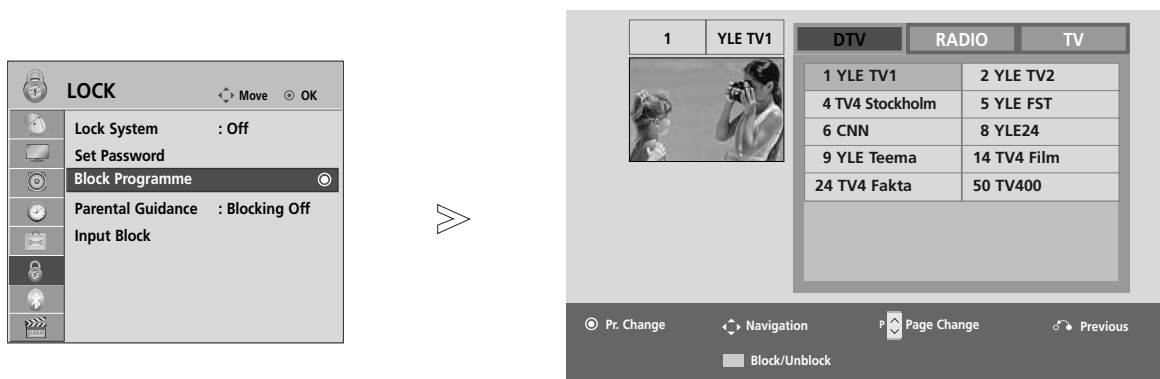 LOCK Move OK
Lock System : Off
Set Password
Block Programme
Parental Guidance : Blocking Off
Input Block
1 YLE TV1
DTV RADIO TV
1 YLE TV1 2 YLE TV2
4 TV4 Stockholm 5 YLE FST
6 CNN 8 YLE24
9 YLE Teema 14 TV4 Film
24 TV4 Fakta 50 TV400
Pr. Change Navigation P Page Change Previous
Block/Unblock